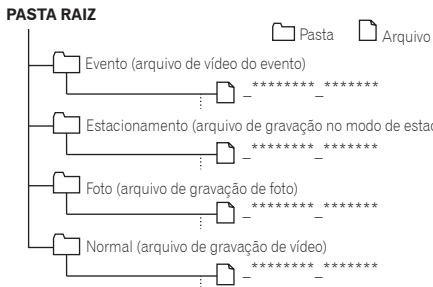 PASTA RAIZ
Pasta Arquivo
Evento (arquivo de vídeo do evento)
_********_*******
Estacionamento (arquivo de gravação no modo de
_********_*******
Foto (arquivo de gravação de foto)
_********_*******
Normal (arquivo de gravação de vídeo)
_********_*******